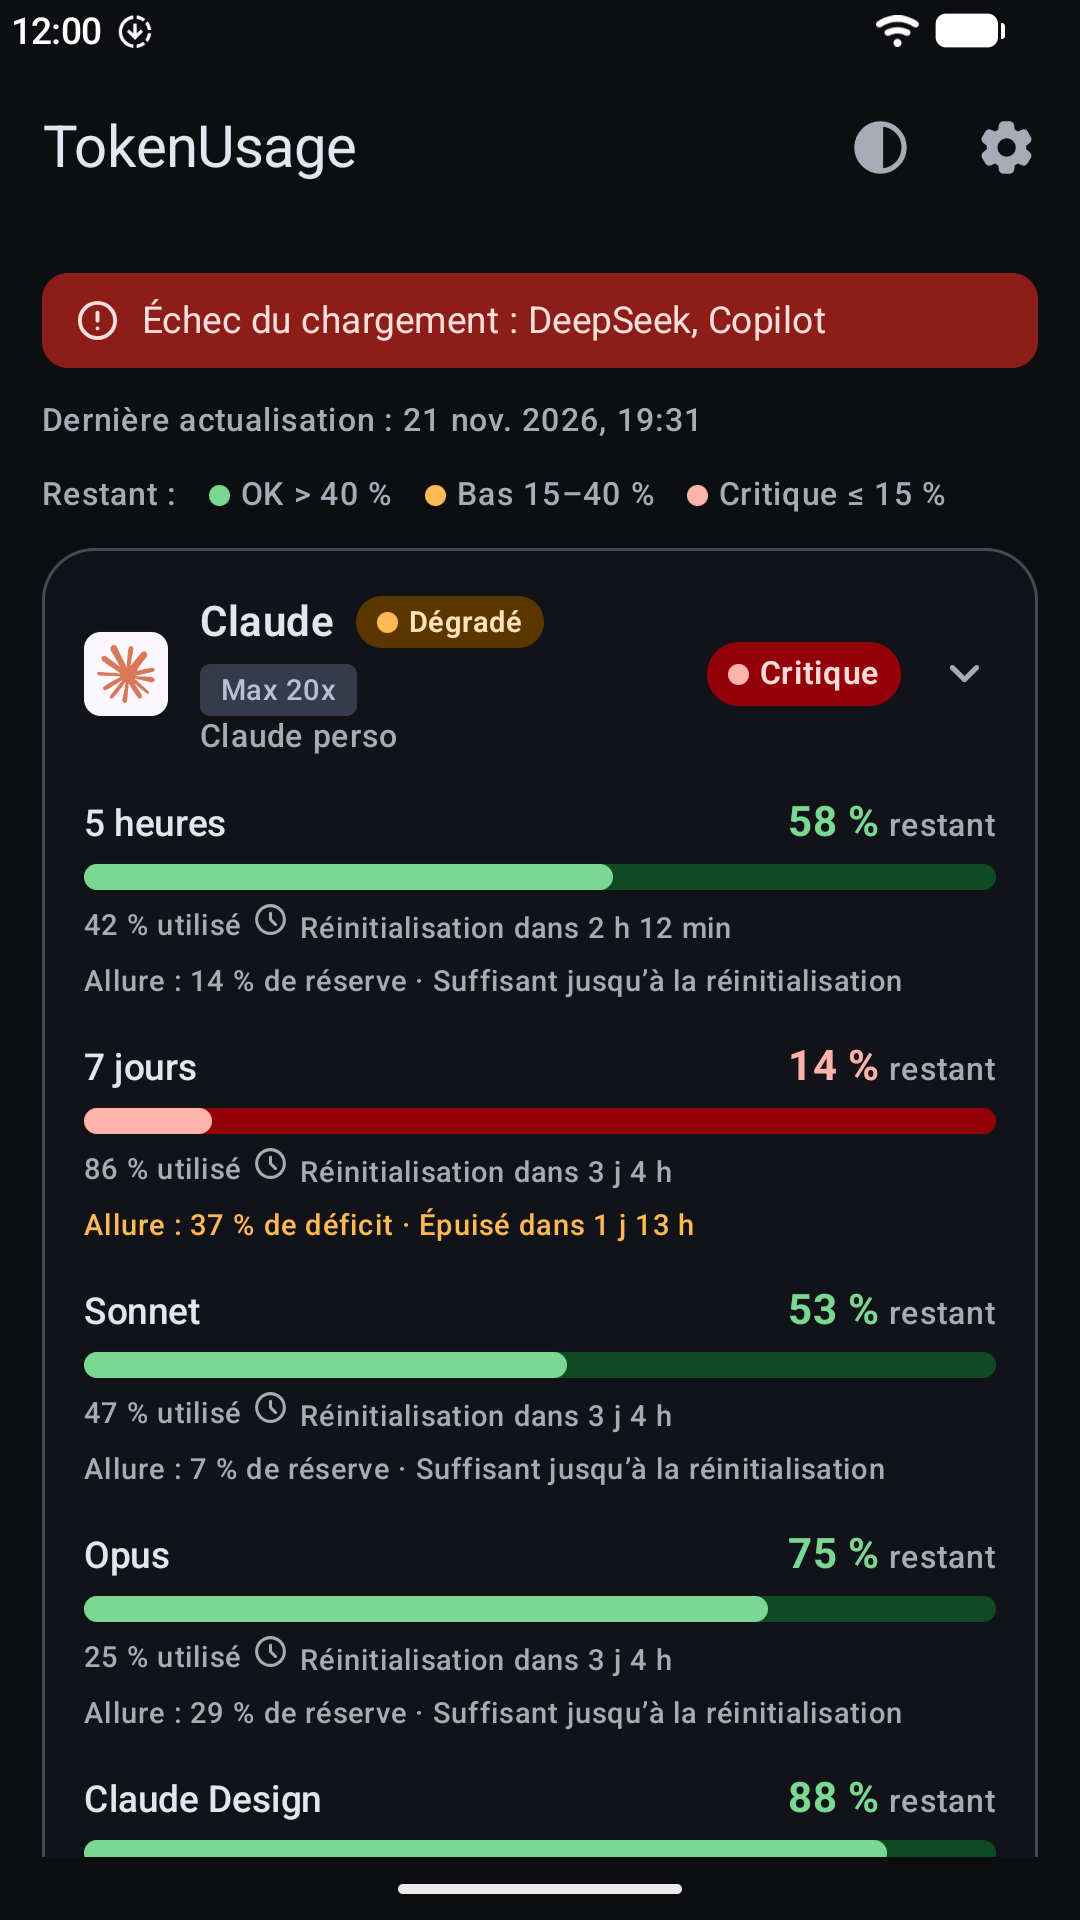 12:00
TokenUsage
Échec du chargement : DeepSeek, Copilot
Dernière actualisation : 21 nov. 2026, 19:31
Restant : OK > 40 % Bas 15–40 % Critique ≤ 15 %
Claude Dégradé
Max 20x
Claude perso
Critique
5 heures 58 % restant
42 % utilisé Réinitialisation dans 2 h 12 min
Allure : 14 % de réserve · Suffisant jusqu’à la réinitialisation
7 jours 14 % restant
86 % utilisé Réinitialisation dans 3 j 4 h
Allure : 37 % de déficit · Épuisé dans 1 j 13 h
Sonnet 53 % restant
47 % utilisé Réinitialisation dans 3 j 4 h
Allure : 7 % de réserve · Suffisant jusqu’à la réinitialisation
Opus 75 % restant
25 % utilisé Réinitialisation dans 3 j 4 h
Allure : 29 % de réserve · Suffisant jusqu’à la réinitialisation
Claude Design 88 % restant